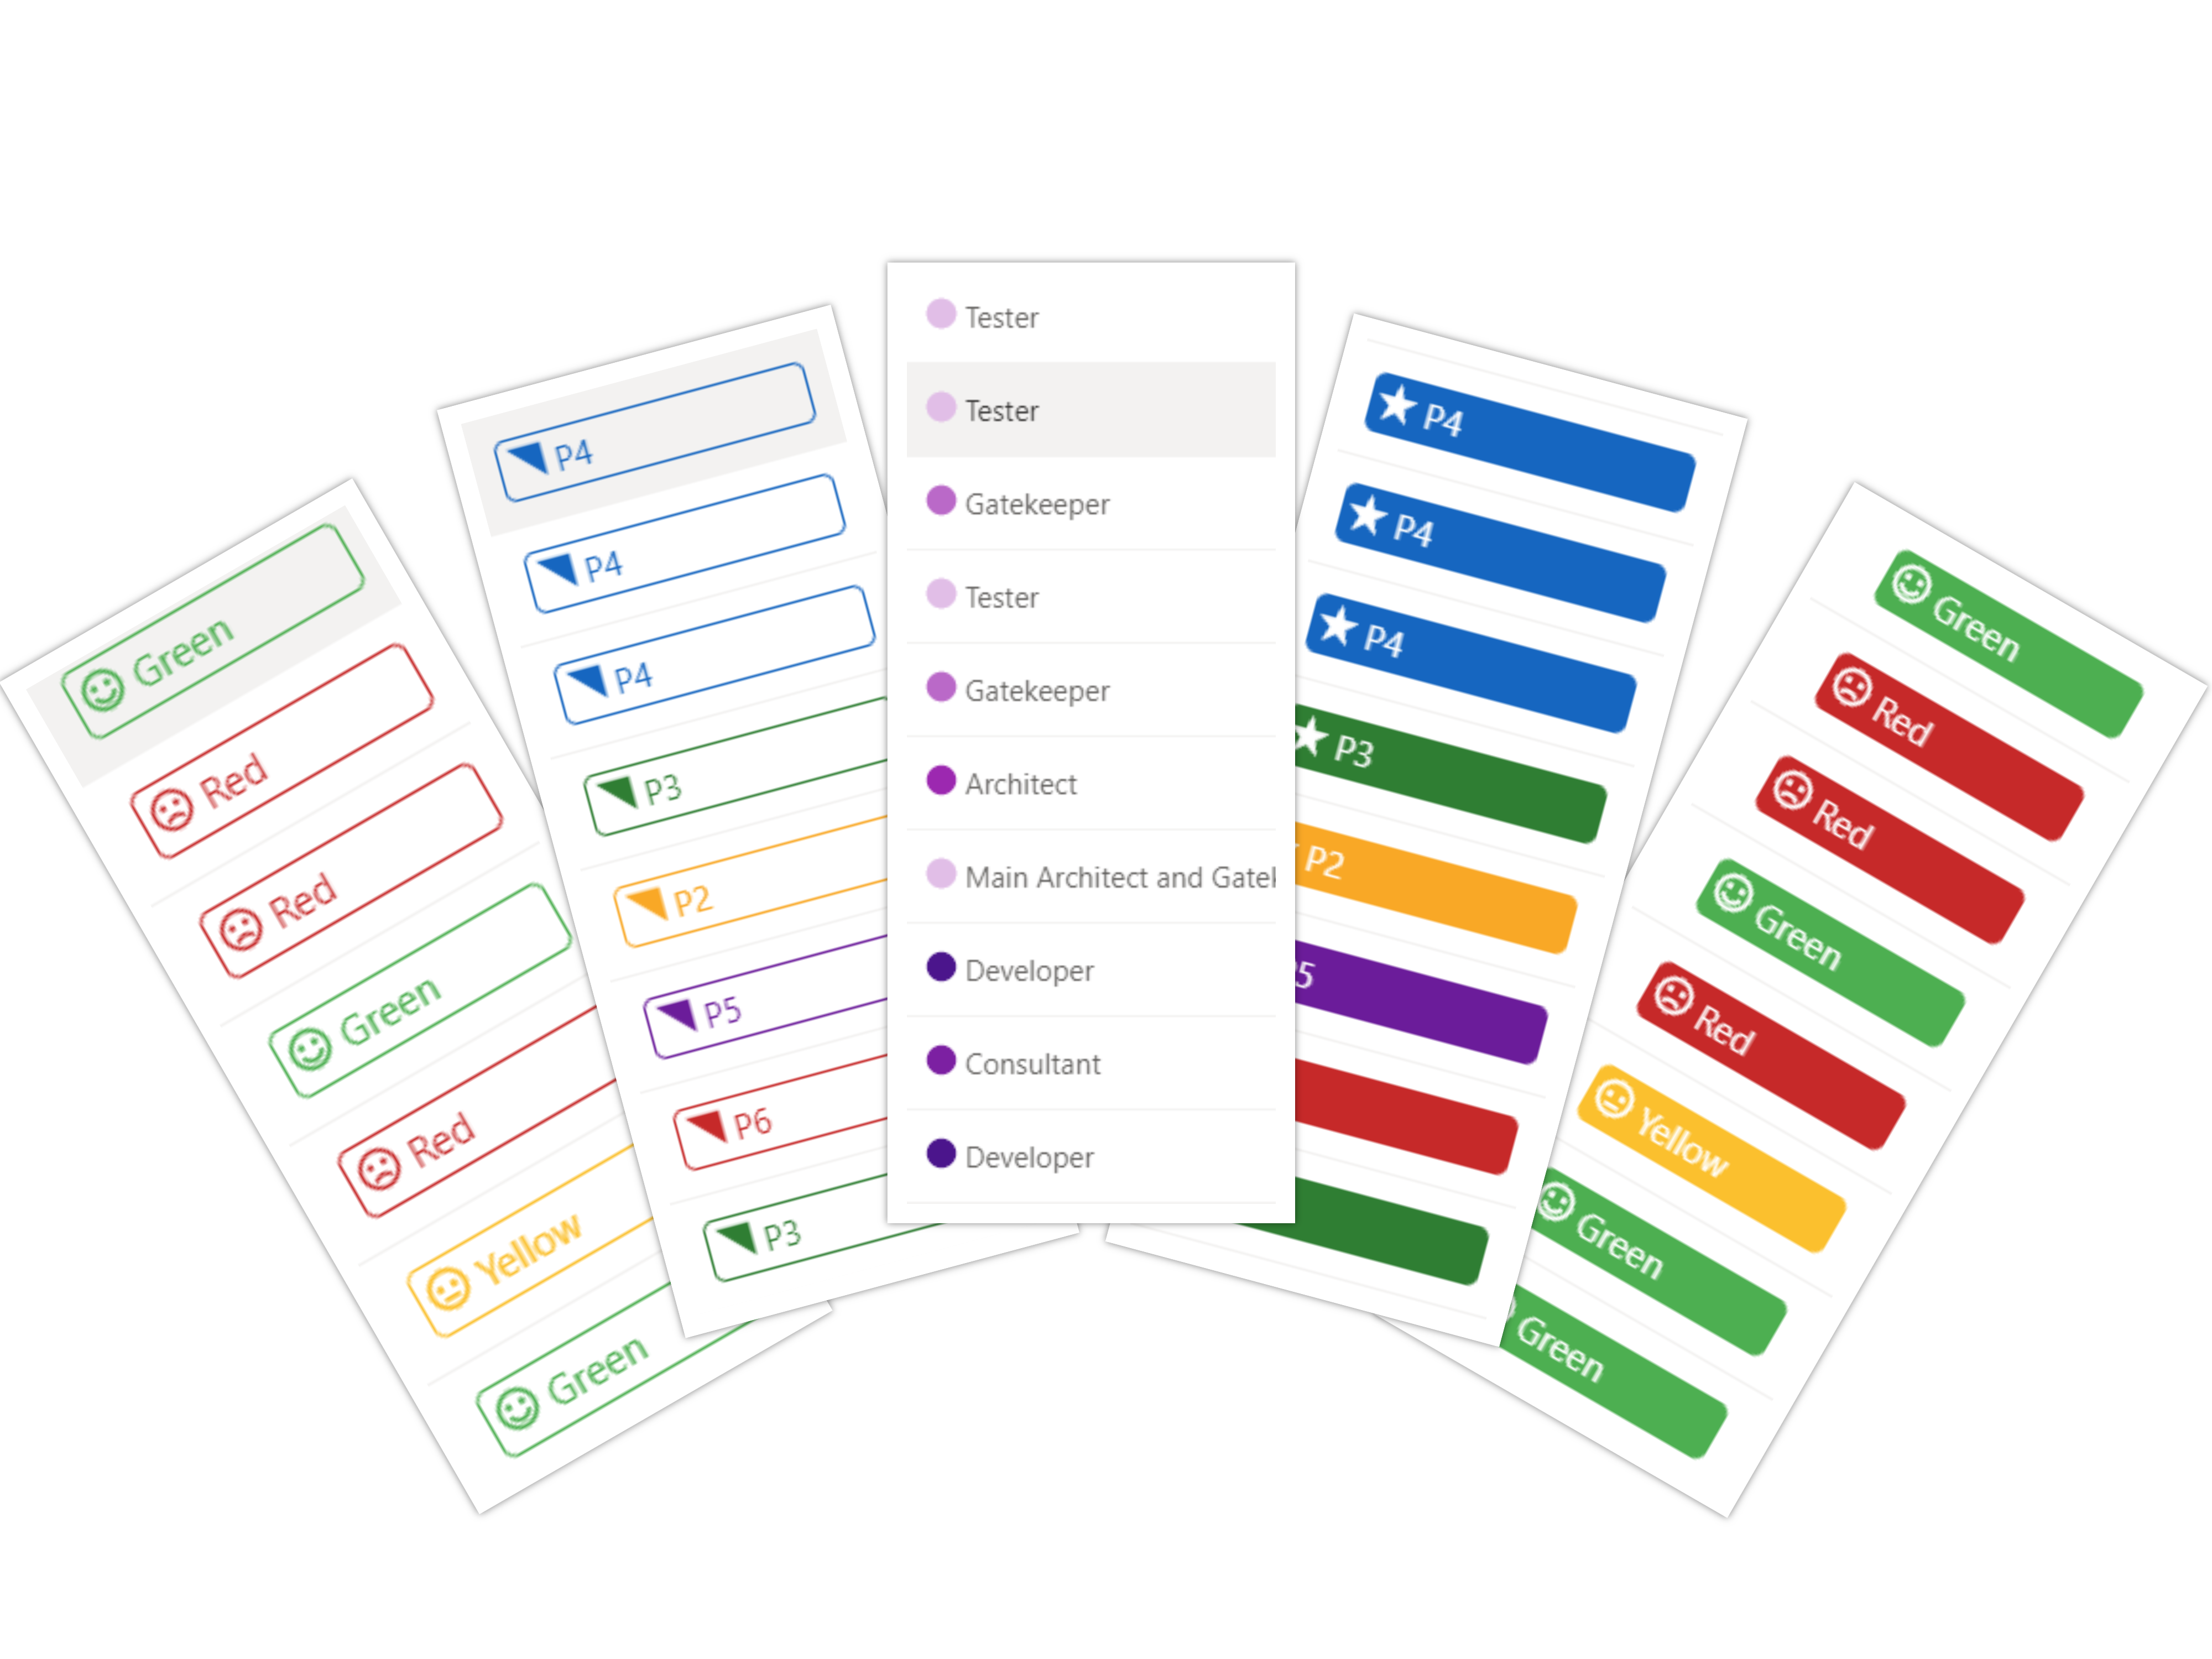 Green
Red
Red
Green
Red
Yellow
Green
P4
P4
P4
P3
P2
P5
P6
P3
Tester
Tester
Gatekeeper
Tester
Gatekeeper
Architect
Main Architect and
Developer
Consultant
Developer
P4
P4
P4
P3
P2
Green
Red
Red
Green
Red
Yellow
Green
Green